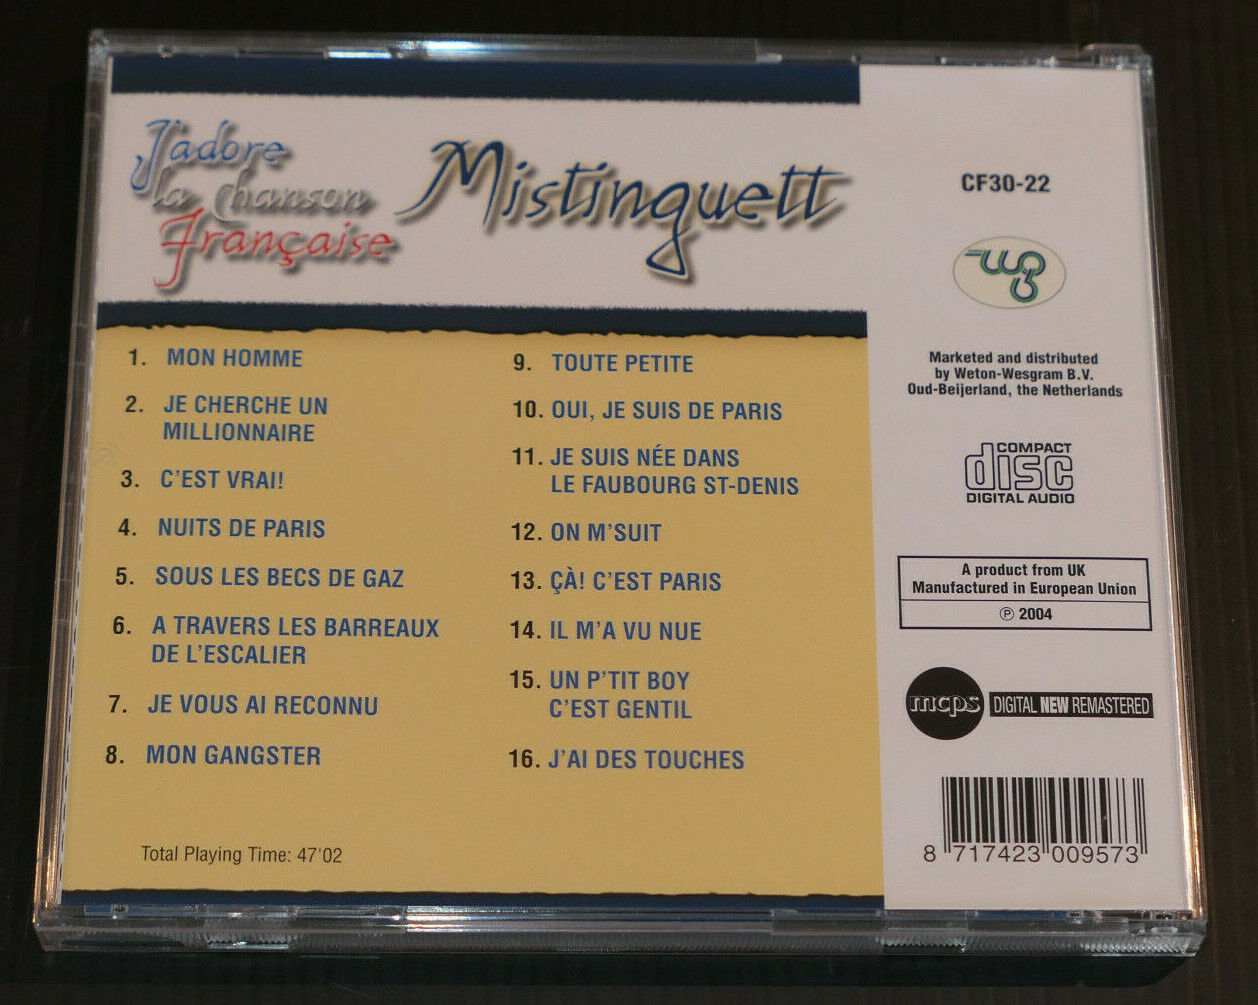 J'adore
la chanson
Française
Mistinguett
1. MON HOMME
2. JE CHERCHE UN
MILLIONNAIRE
3. C'EST VRAI!
4. NUITS DE PARIS
5. SOUS LES BECS DE GAZ
6. A TRAVERS LES BARREAUX
DE L'ESCALIER
7. JE VOUS AI RECONNU
8. MON GANGSTER
9. TOUTE PETITE
10. OUI, JE SUIS DE PARIS
11. JE SUIS NÉE DANS
LE FAUBOURG ST-DENIS
12. ON M'SUIT
13. ÇÀ! C'EST PARIS
14. IL M'A VU NUE
15. UN P'TIT BOY
C'EST GENTIL
16. J'AI DES TOUCHES
Total Playing Time: 47'02
CF30-22
Marketed and distributed
by Weton-Wesgram B.V.
Oud-Beijerland, the Netherlands
COMPACT
disc
DIGITAL AUDIO
A product from UK
Manufactured in European Union
℗ 2004
mcps DIGITAL NEW REMASTERED
8 717423 009573